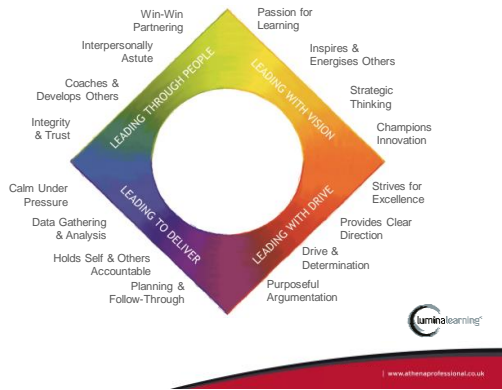 Win-Win
Partnering
Passion for
Learning
Interpersonally
Astute
Inspires &
Energises Others
Coaches &
Develops Others
Strategic
Thinking
Integrity
& Trust
Champions
Innovation
LEADING THROUGH PEOPLE
LEADING WITH VISION
LEADING TO DELIVER
LEADING WITH DRIVE
Calm Under
Pressure
Strives for
Excellence
Data Gathering
& Analysis
Provides Clear
Direction
Holds Self & Others
Accountable
Drive &
Determination
Planning &
Follow-Through
Purposeful
Argumentation
luminalearning
| www.athenaprofessional.co.uk